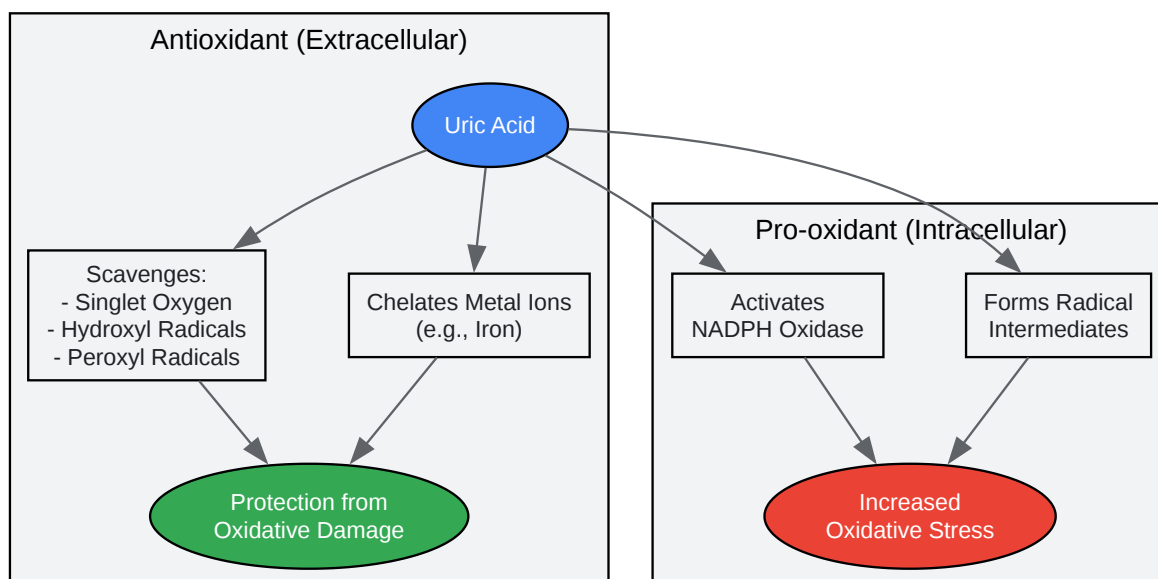 Antioxidant (Extracellular)
Uric Acid
Pro-oxidant (Intracellular)
Scavenges:
- Singlet Oxygen
- Hydroxyl Radicals
- Peroxyl Radicals
Chelates Metal Ions
(e.g., Iron)
Activates
NADPH Oxidase
Forms Radical
Intermediates
Protection from
Oxidative Damage
Increased
Oxidative Stress